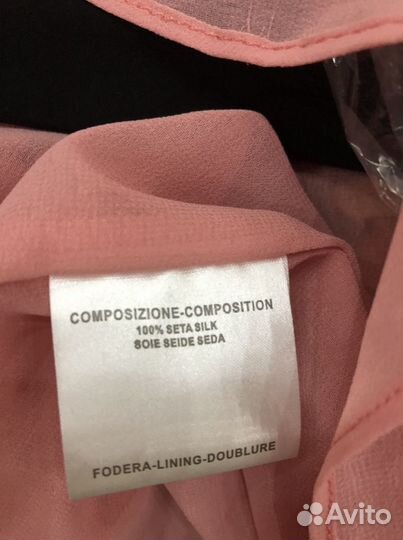 COMPOSIZIONE-COMPOSITION
100% SETA SILK
SOIE SEIDE SEDA
FODERA-LINING-DOUBLURE
Avito